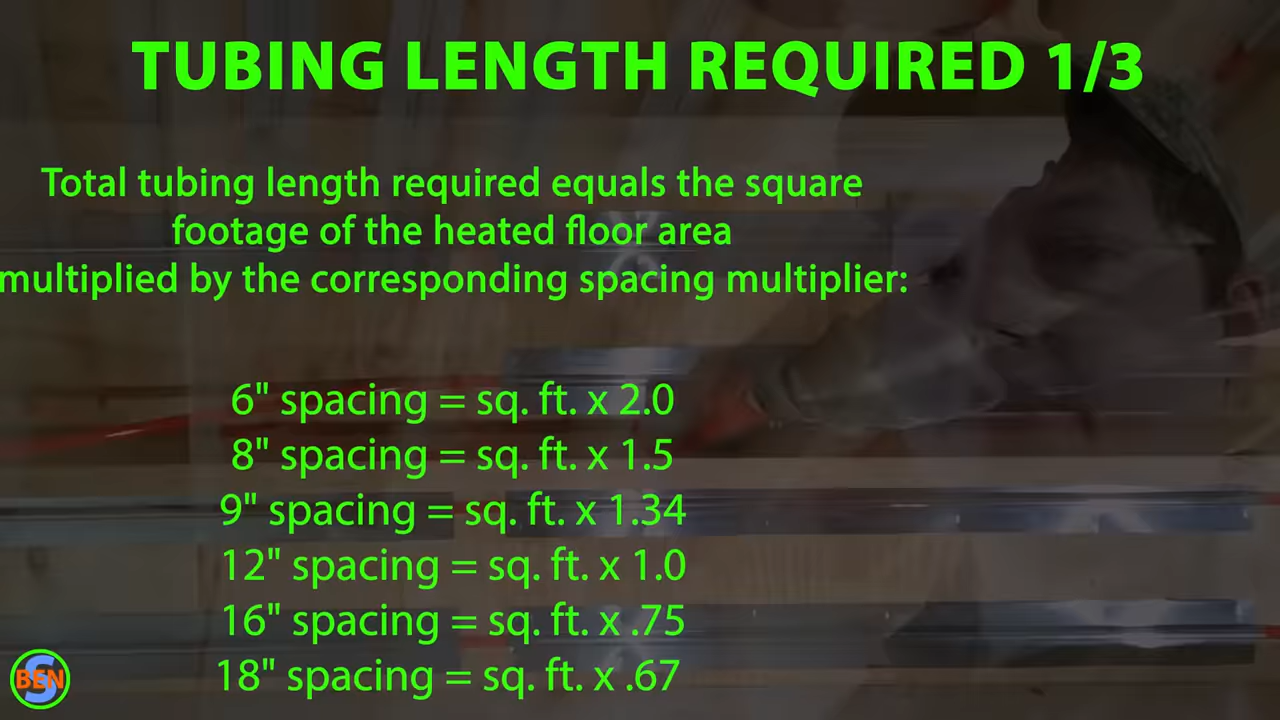 TUBING LENGTH REQUIRED 1/3
Total tubing length required equals the square
footage of the heated floor area
multiplied by the corresponding spacing multiplier:
6" spacing = sq. ft. x 2.0
8" spacing = sq. ft. x 1.5
9" spacing = sq. ft. x 1.34
12" spacing = sq. ft. x 1.0
16" spacing = sq. ft. x .75
18" spacing = sq. ft. x .67
S
BEN